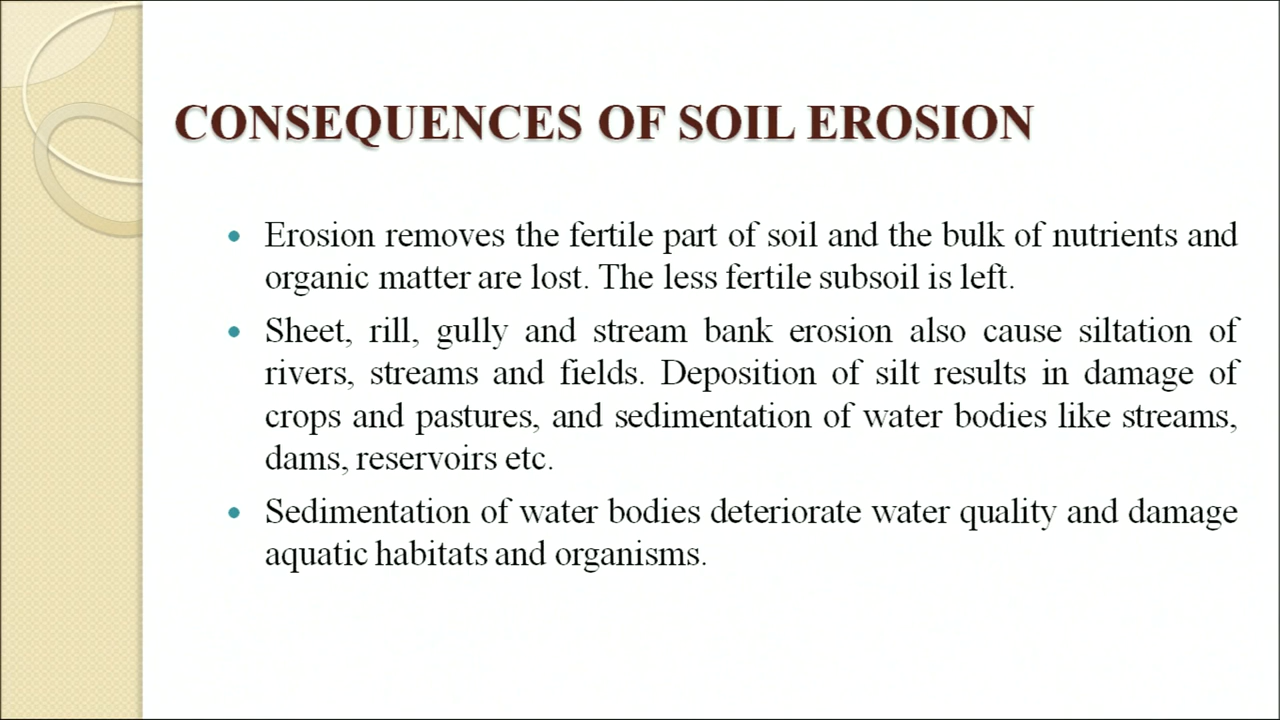 CONSEQUENCES OF SOIL EROSION
• Erosion removes the fertile part of soil and the bulk of nutrients and
organic matter are lost. The less fertile subsoil is left.
• Sheet, rill, gully and stream bank erosion also cause siltation of
rivers, streams and fields. Deposition of silt results in damage of
crops and pastures, and sedimentation of water bodies like streams,
dams, reservoirs etc.
• Sedimentation of water bodies deteriorate water quality and damage
aquatic habitats and organisms.